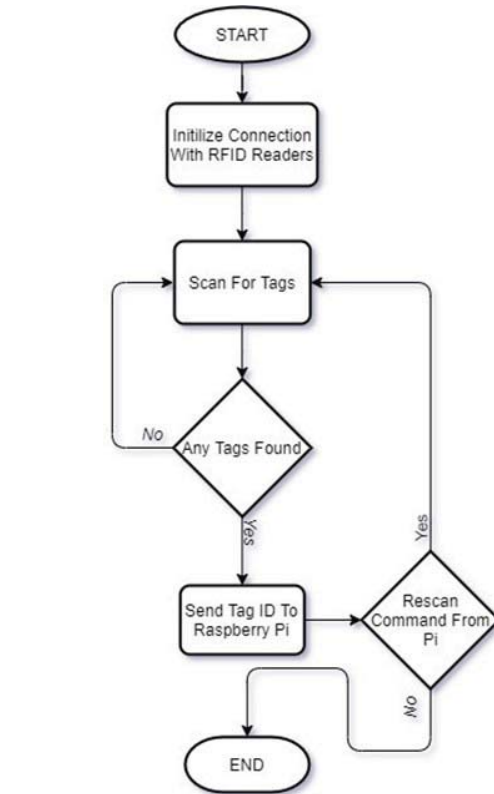 START
Initilize Connection
With RFID Readers
Scan For Tags
No
Any Tags Found
Yes
Yes
Send Tag ID To
Raspberry Pi
Rescan
Command From
Pi
No
END